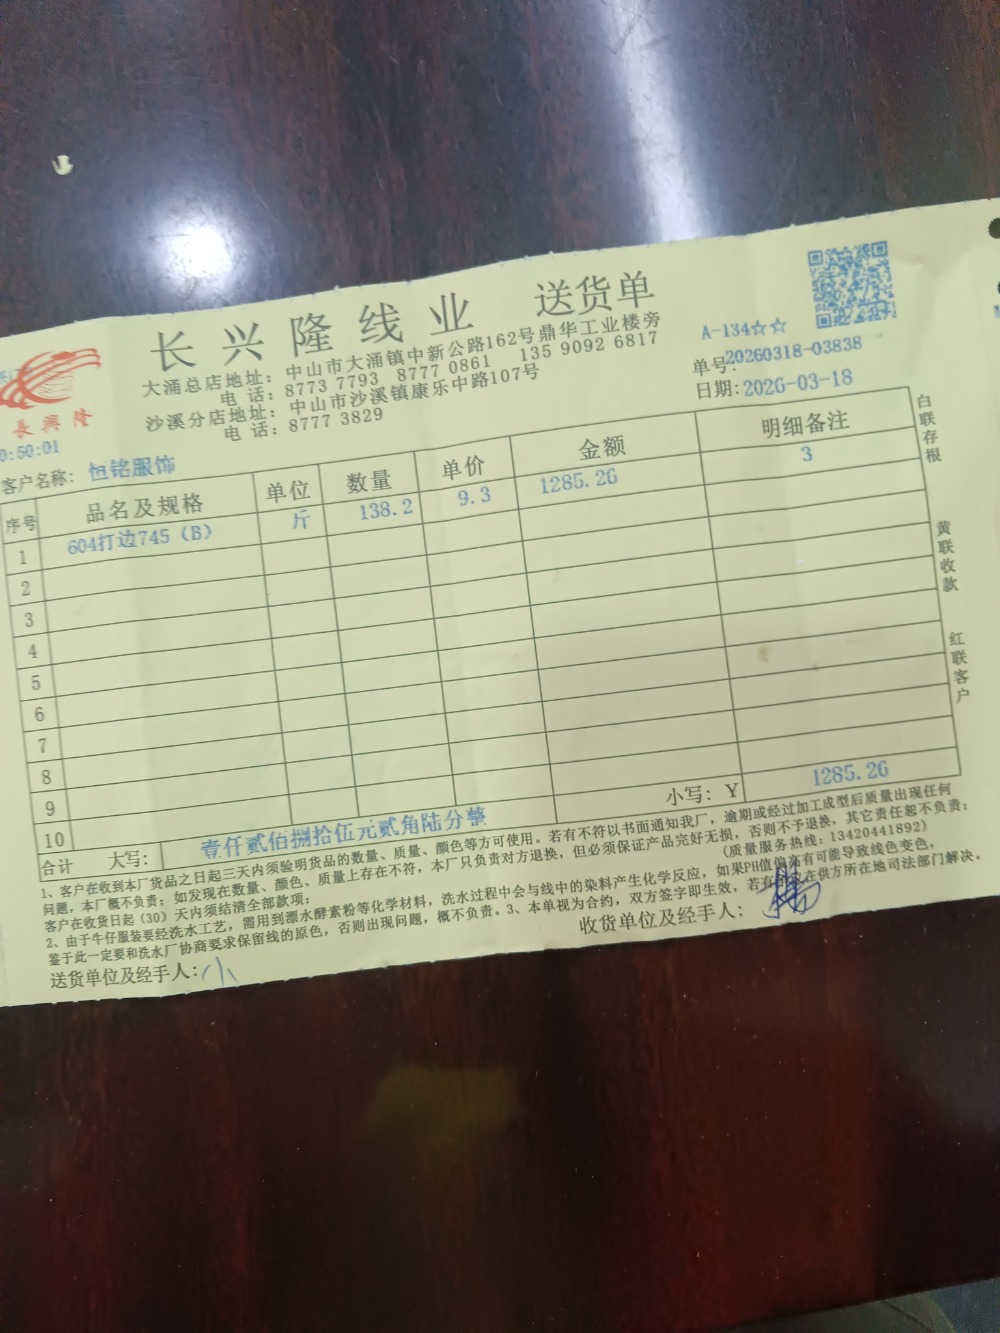 长兴隆线业 送货单
大涌总店地址：中山市大涌镇中新公路162号鼎华工业楼旁
电 话：8773 7793 8777 0861 135 9092 6817
沙溪分店地址：中山市沙溪镇康乐中路107号
电 话：8777 3829
A-134☆☆
单号:20260318-03838
日期:2026-03-18
長興隆
0:50:01
客户名称: 恒铭服饰
序号 品名及规格 单位 数量 单价 金额 明细备注
1 604打边745（B） 斤 138.2 9.3 1285.26 3
2
3
4
5
6
7
8
9
10
合计 大写: 壹仟贰佰捌拾伍元贰角陆分整 小写: Y 1285.26
白联存根
黄联收款
红联客户
1、客户在收到本厂货品之日起三天内须验明货品的数量、质量、颜色等方可使用。若有不符以书面通知我厂，逾期或经过加工成型后质量出现任何
问题，本厂概不负责；如发现在数量、颜色、质量上存在不符，本厂只负责对方退换，但必须保证产品完好无损，否则不予退换，其它责任恕不负责；
客户在收货日起（30）天内须结清全部款项； (质量服务热线：13420441892)
2、由于牛仔服装要经洗水工艺，需用到漂水酵素粉等化学材料，洗水过程中会与线中的染料产生化学反应，如果PH值偏高有可能导致线色变色，
鉴于此一定要和洗水厂协商要求保留线的原色，否则出现问题，概不负责。3、本单视为合约，双方签字即生效，若有 在供方所在地司法部门解决。
送货单位及经手人: 小
收货单位及经手人：